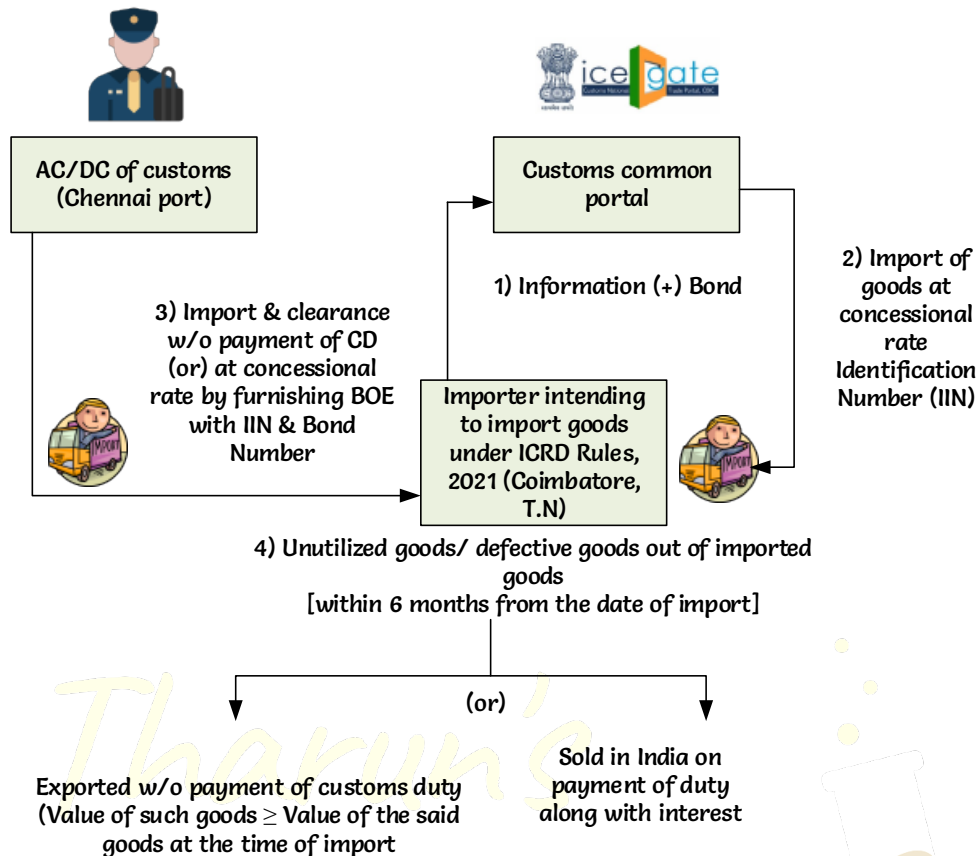 ice gate
Customs National Trade Portal, CBIC
AC/DC of customs
(Chennai port)
Customs common
portal
1) Information (+) Bond
2) Import of
goods at
concessional
rate
Identification
Number (IIN)
3) Import & clearance
w/o payment of CD
(or) at concessional
rate by furnishing BOE
with IIN & Bond
Number
IMPORT
Importer intending
to import goods
under ICRD Rules,
2021 (Coimbatore,
T.N)
IMPORT
4) Unutilized goods/ defective goods out of imported
goods
[within 6 months from the date of import]
(or)
Tharun's
Exported w/o payment of customs duty
(Value of such goods ≥ Value of the said
goods at the time of import
Sold in India on
payment of duty
along with interest